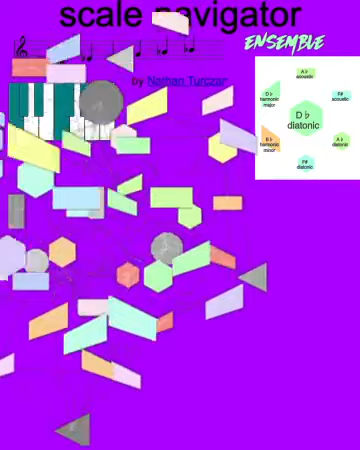 scale navigator
ENSEMBLE
by Nathan Turczan
A♭
acoustic
D♭
harmonic
major
F#
acoustic
D♭
diatonic
B♭
harmonic
minor
A♭
diatonic
F#
diatonic